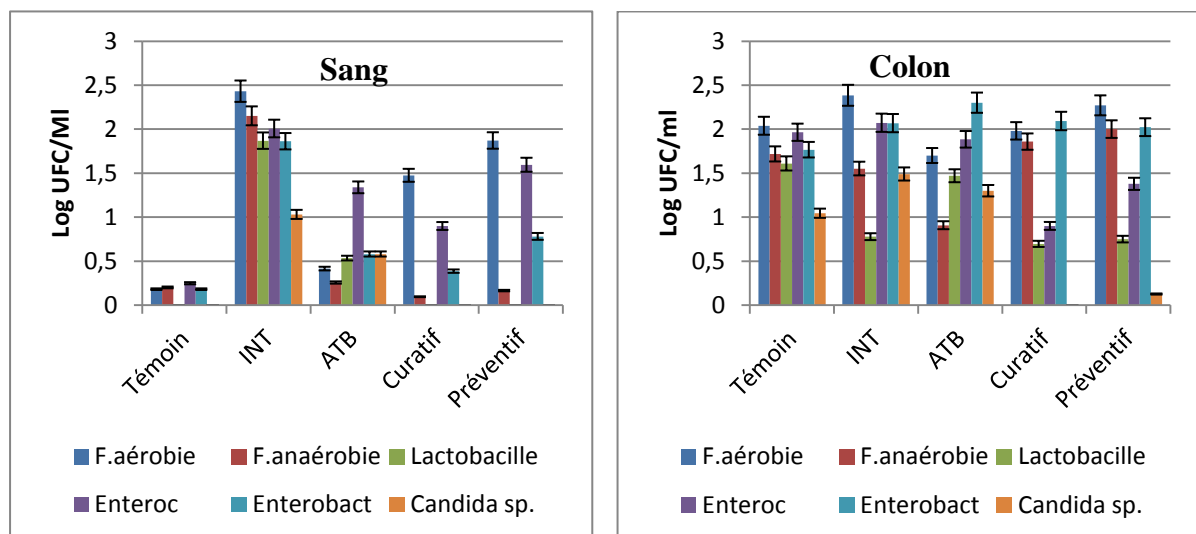 Sang
Log UFC/Ml
3
2,5
2
1,5
1
0,5
0
Témoin
INT
ATB
Curatif
Préventif
F.aérobie
F.anaérobie
Lactobacille
Enteroc
Enterobact
Candida sp.
Colon
Log UFC/ml
3
2,5
2
1,5
1
0,5
0
Témoin
INT
ATB
Curatif
Préventif
F.aérobie
F.anaérobie
Lactobacille
Enteroc
Enterobact
Candida sp.